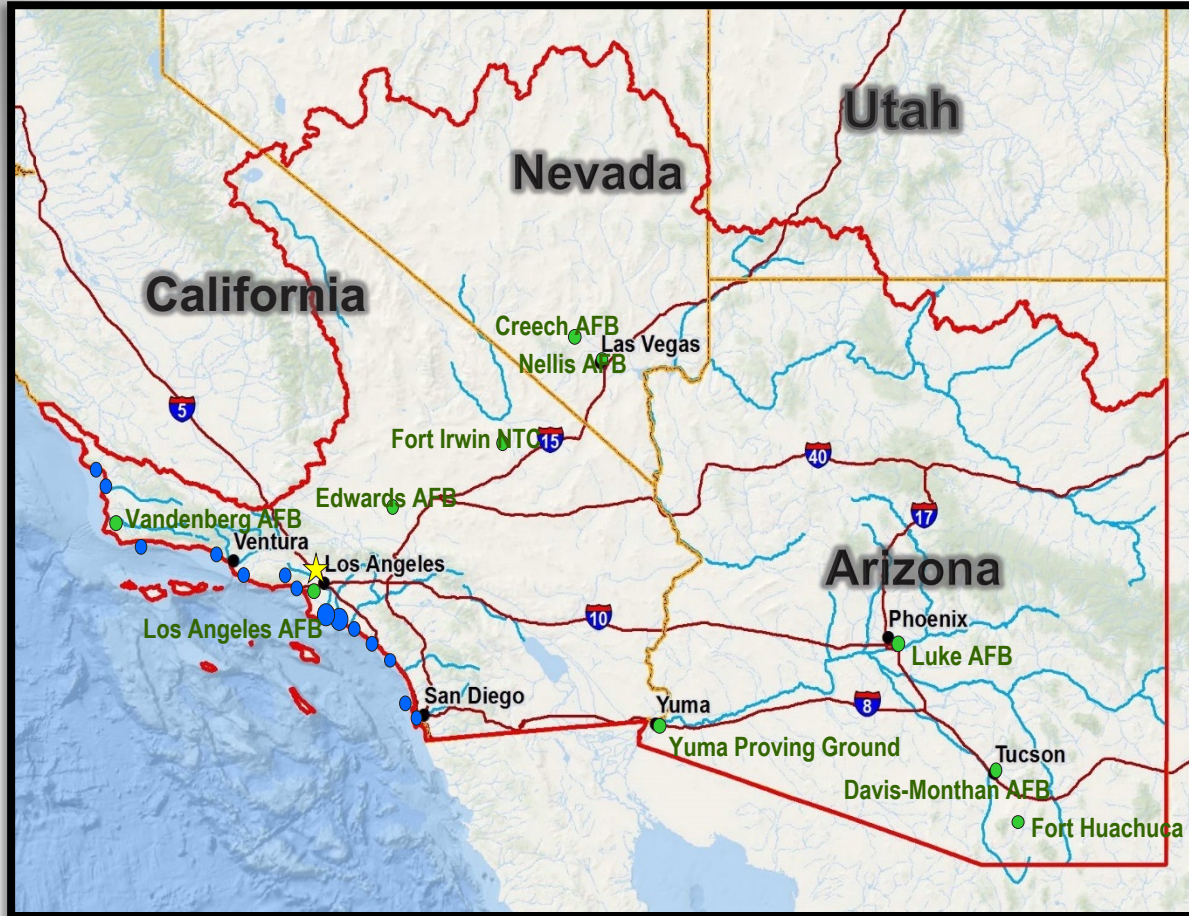 Utah
Nevada
California
Creech AFB
Las Vegas
Nellis AFB
5
Fort Irwin NTC
15
40
Edwards AFB
17
Vandenberg AFB
Ventura
Los Angeles
Arizona
10
Phoenix
Los Angeles AFB
Luke AFB
San Diego
Yuma
8
Yuma Proving Ground
Tucson
Davis-Monthan AFB
Fort Huachuca